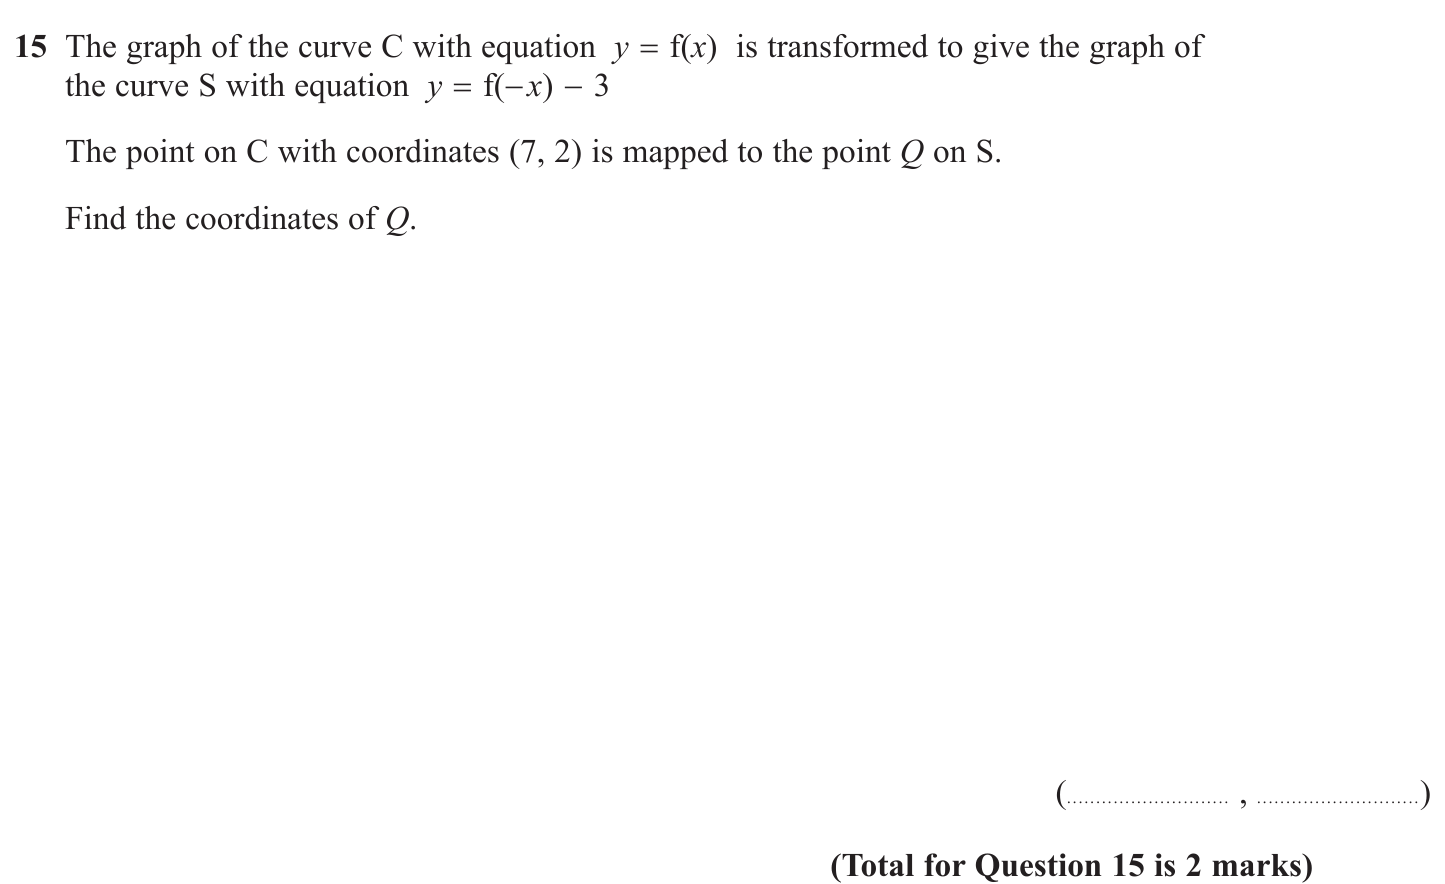 15 The graph of the curve C with equation y = f(x) is transformed to give the graph of
the curve S with equation y = f(−x) − 3
The point on C with coordinates (7, 2) is mapped to the point Q on S.
Find the coordinates of Q.
(............................ , ............................)
(Total for Question 15 is 2 marks)